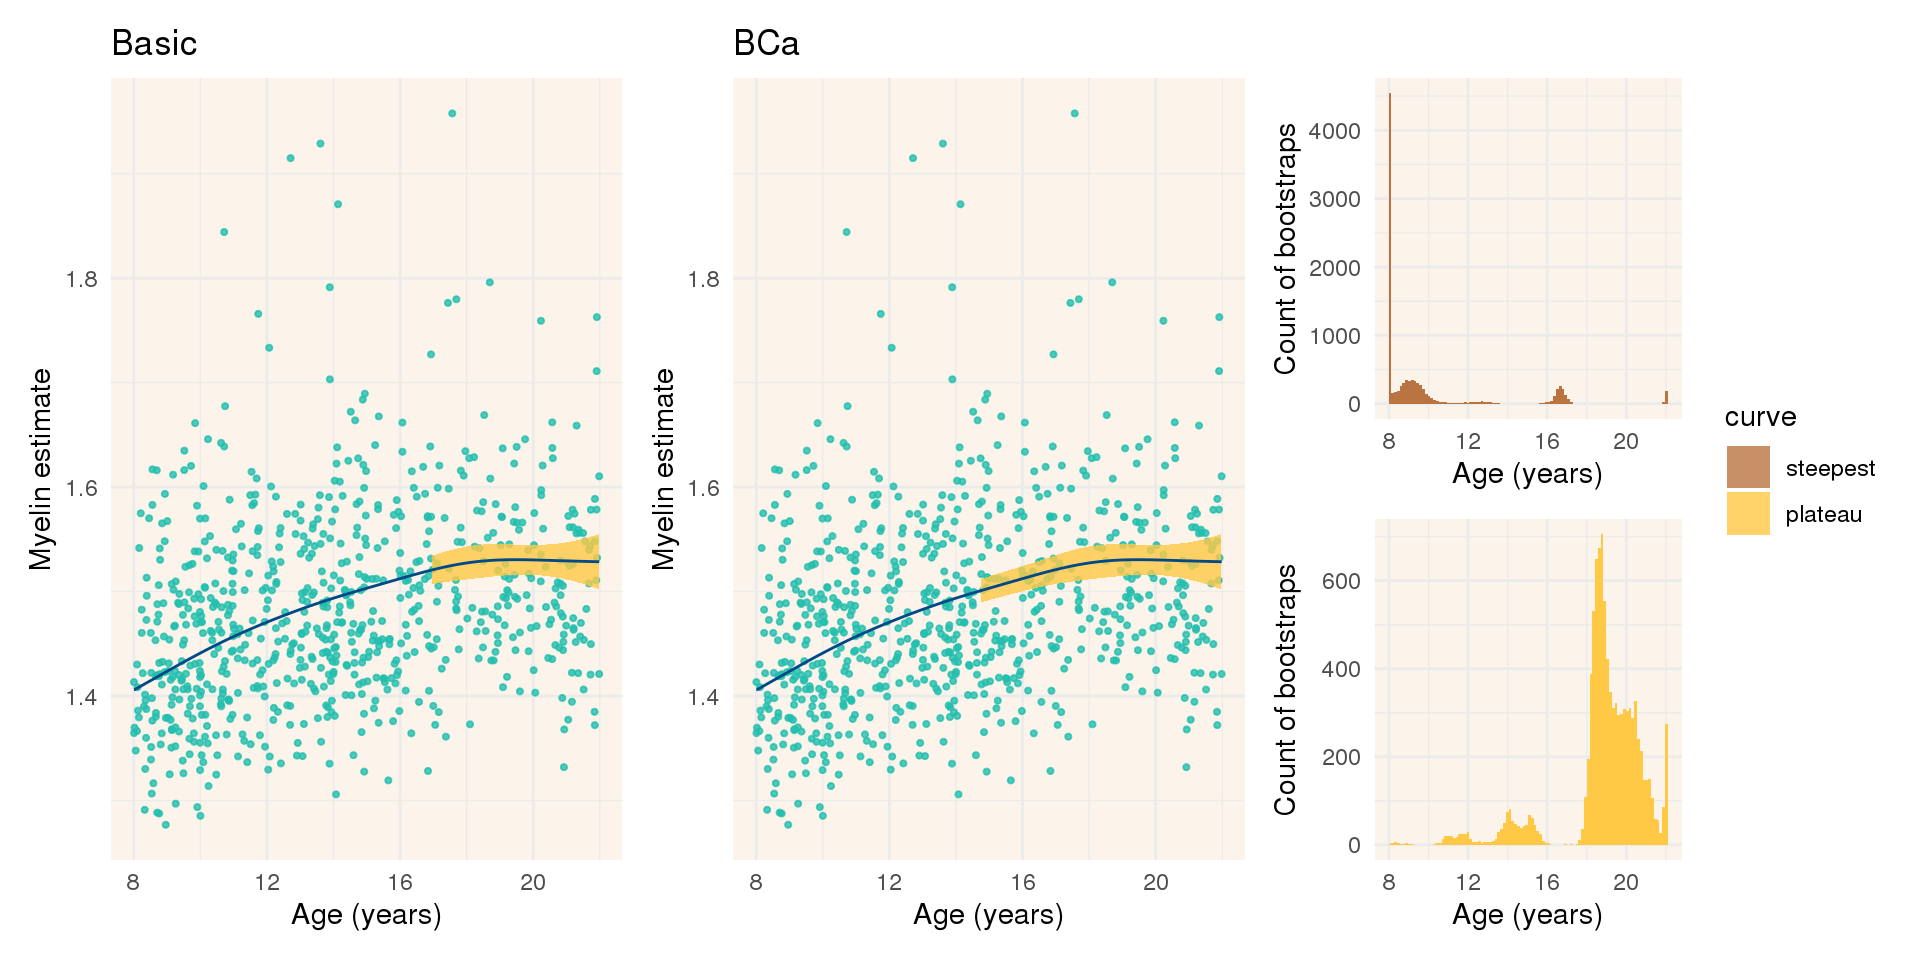 Basic
Myelin estimate
1.8
1.6
1.4
8 12 16 20
Age (years)
BCa
Myelin estimate
1.8
1.6
1.4
8 12 16 20
Age (years)
Count of bootstraps
4000
3000
2000
1000
0
8 12 16 20
Age (years)
Count of bootstraps
600
400
200
0
8 12 16 20
Age (years)
curve
steepest
plateau